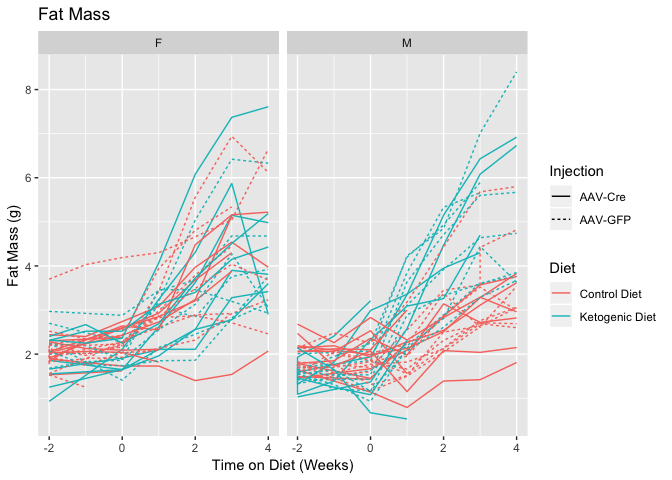 Fat Mass
F
M
8
6
4
2
-2
0
2
4
-2
0
2
4
Fat Mass (g)
Time on Diet (Weeks)
Injection
AAV-Cre
AAV-GFP
Diet
Control Diet
Ketogenic Diet